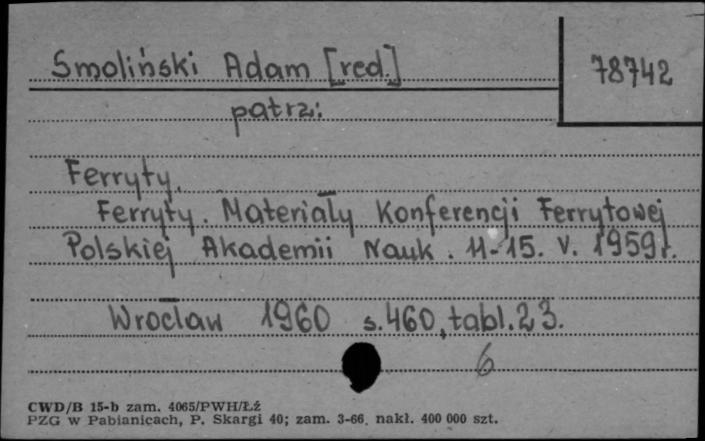 Smoliński Adam [red.]
78742
patrz:
Ferryty.
Ferryty. Materiały Konferencji Ferrytowej
Polskiej Akademii Nauk. 11-15. V. 1959r.
Wrocław 1960 s.460, tabl.23.
6
CWD/B 15-b zam. 4065/PWH/Łź
PZG w Pabianicach, P. Skargi 40; zam. 3-66. nakł. 400 000 szt.